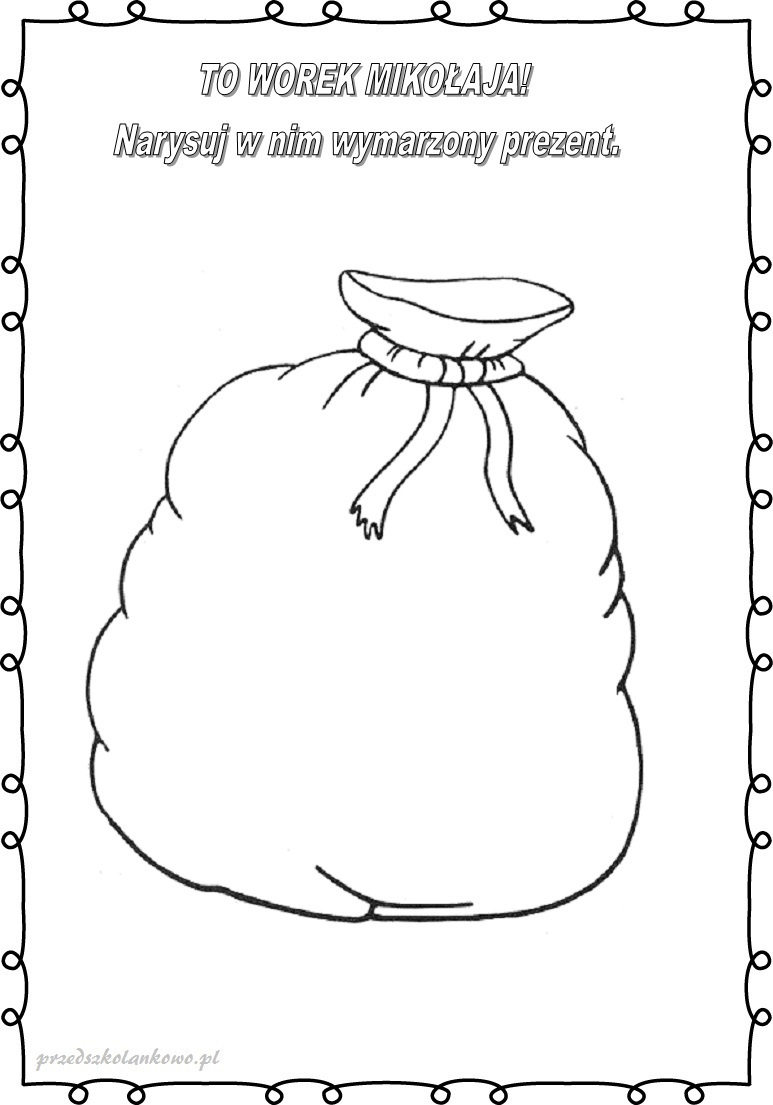 TO WOREK MIKOŁAJA!
Narysuj w nim wymarzony prezent.
przedszkolankowo.pl